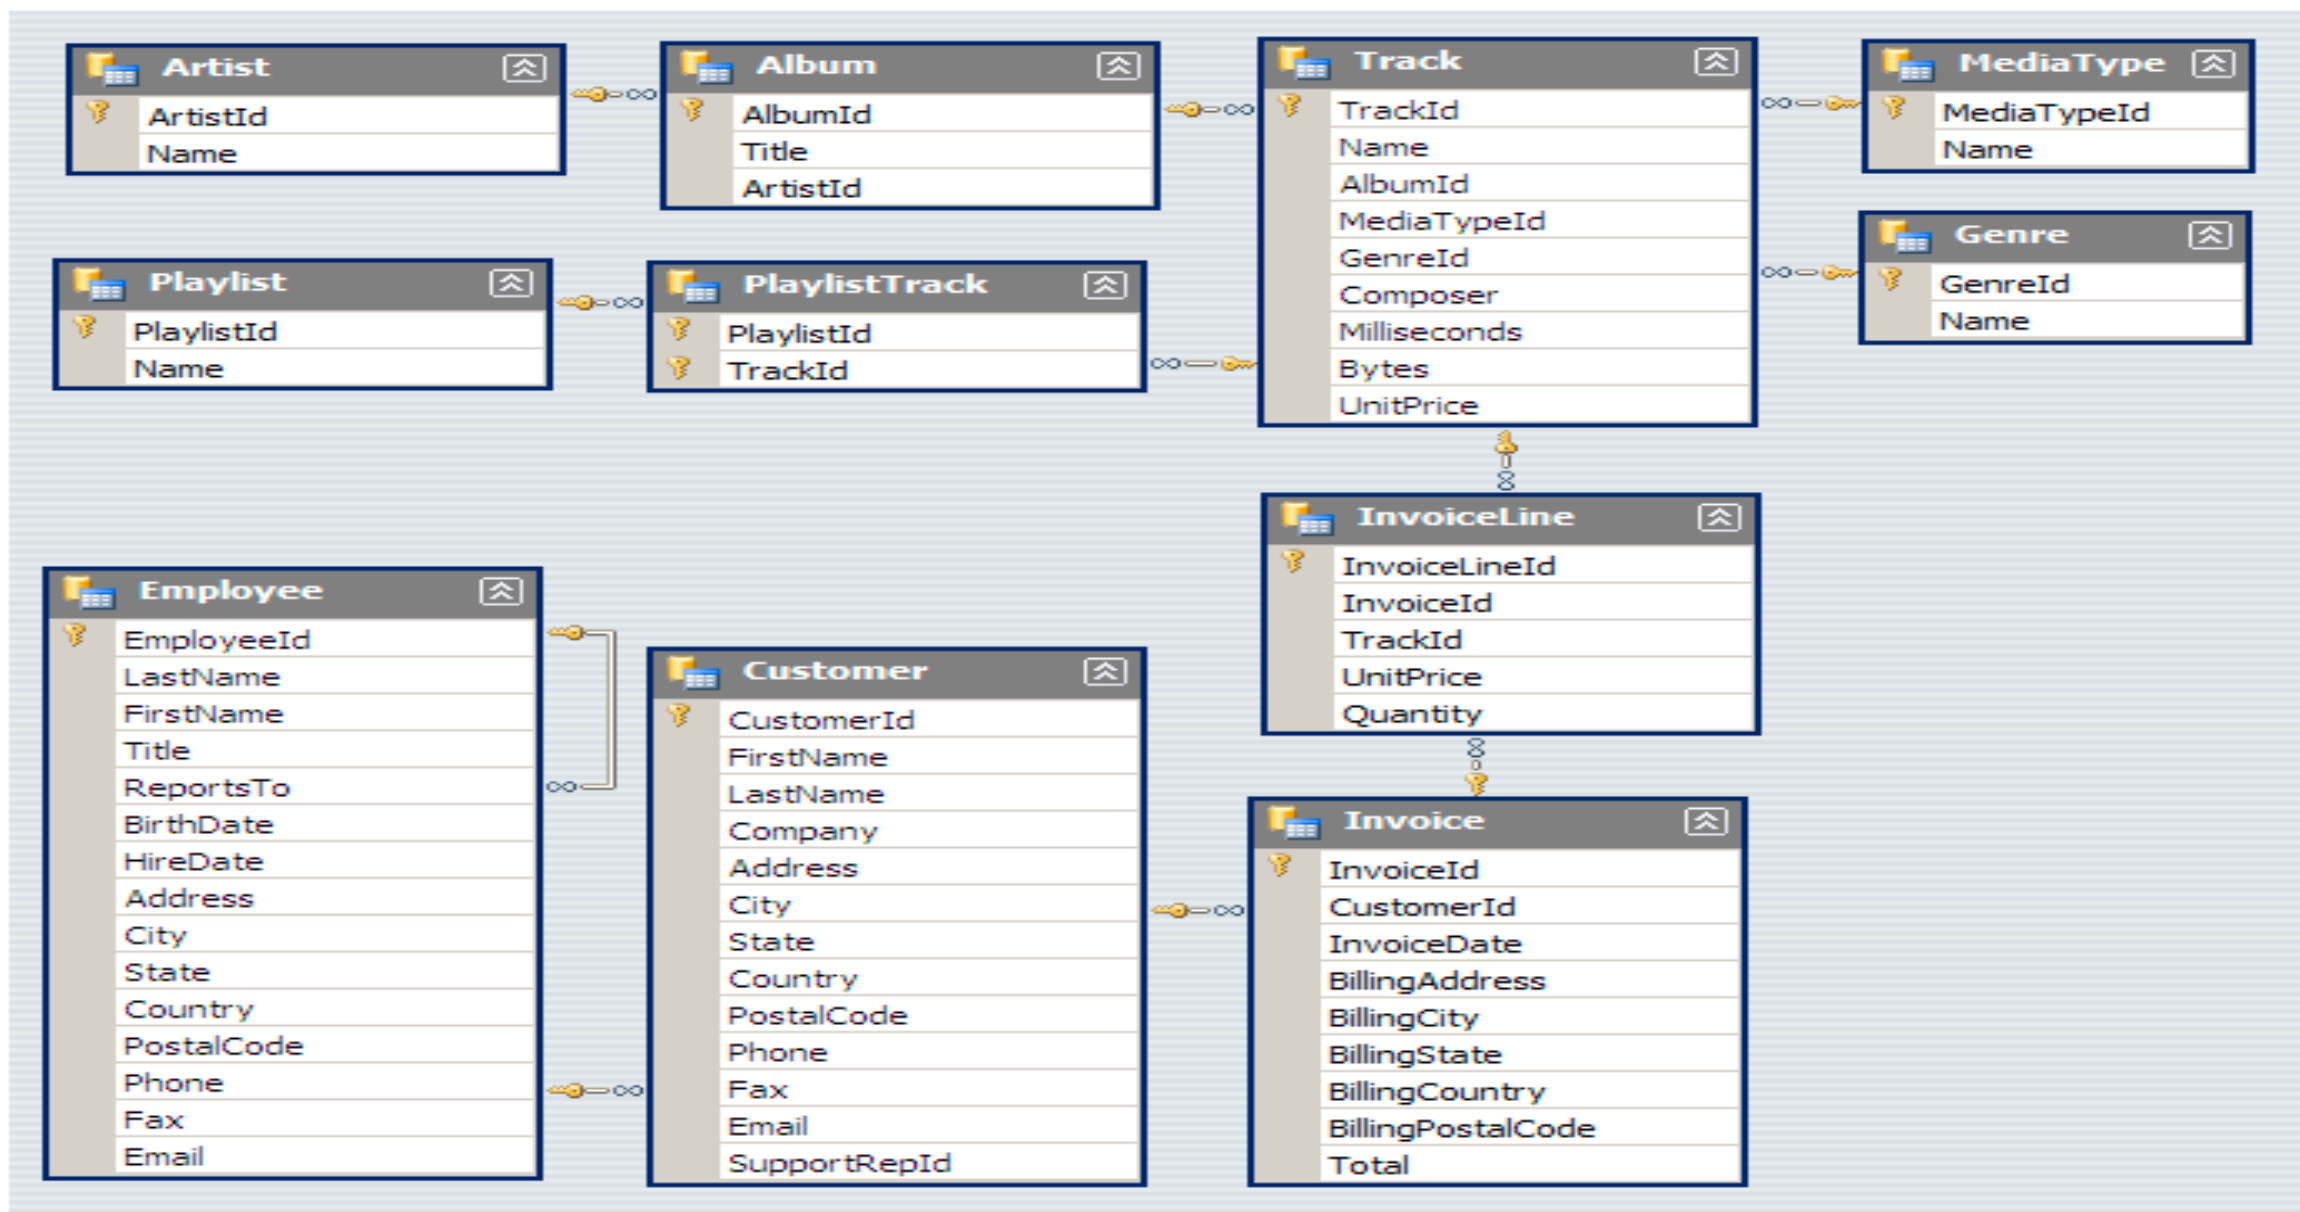 Artist
ArtistId
Name
Album
AlbumId
Title
ArtistId
Track
TrackId
Name
AlbumId
MediaTypeId
GenreId
Composer
Milliseconds
Bytes
UnitPrice
MediaType
MediaTypeId
Name
Genre
GenreId
Name
Playlist
PlaylistId
Name
PlaylistTrack
PlaylistId
TrackId
InvoiceLine
InvoiceLineId
InvoiceId
TrackId
UnitPrice
Quantity
Employee
EmployeeId
LastName
FirstName
Title
ReportsTo
BirthDate
HireDate
Address
City
State
Country
PostalCode
Phone
Fax
Email
Customer
CustomerId
FirstName
LastName
Company
Address
City
State
Country
PostalCode
Phone
Fax
Email
SupportRepId
Invoice
InvoiceId
CustomerId
InvoiceDate
BillingAddress
BillingCity
BillingState
BillingCountry
BillingPostalCode
Total